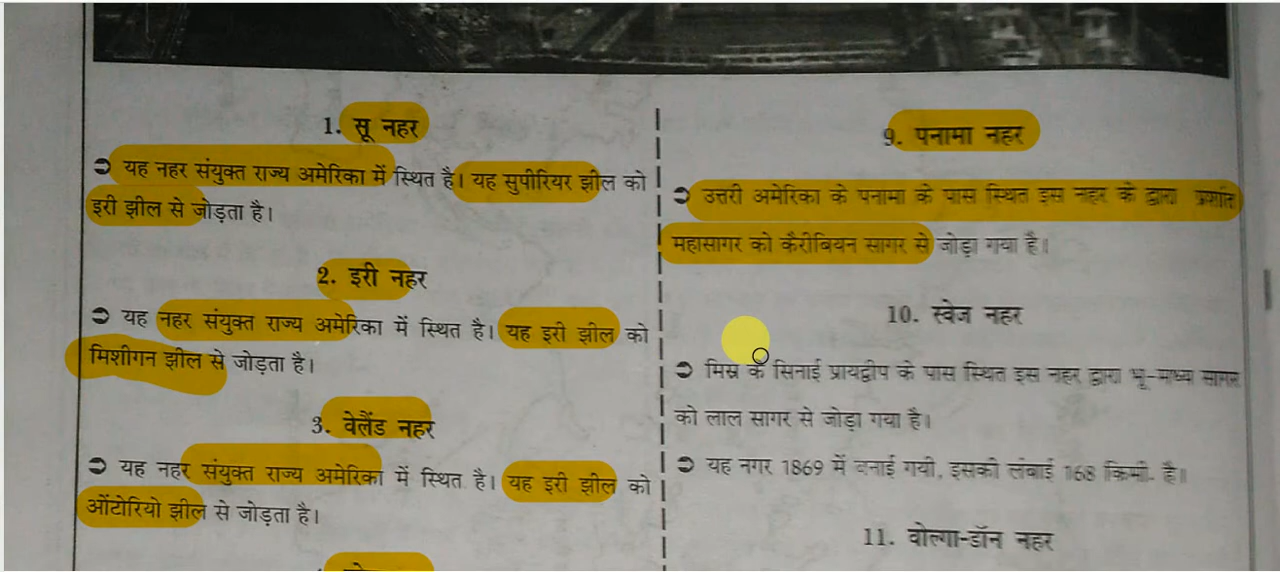 1. सू नहर
➲ यह नहर संयुक्त राज्य अमेरिका में स्थित है। यह सुपीरियर झील को
इरी झील से जोड़ता है।
2. इरी नहर
➲ यह नहर संयुक्त राज्य अमेरिका में स्थित है। यह इरी झील को
मिशीगन झील से जोड़ता है।
3. वेलैंड नहर
➲ यह नहर संयुक्त राज्य अमेरिका में स्थित है। यह इरी झील को
ओंटोरियो झील से जोड़ता है।
9. पनामा नहर
➲ उत्तरी अमेरिका के पनामा के पास स्थित इस नहर के द्वारा प्रशांत
महासागर को कैरीबियन सागर से जोड़ा गया है।
10. स्वेज नहर
➲ मिस्र के सिनाई प्रायद्वीप के पास स्थित इस नहर द्वारा भू-मध्य सागर
को लाल सागर से जोड़ा गया है।
➲ यह नगर 1869 में बनाई गयी, इसकी लंबाई 168 किमी. है।
11. वोल्गा-डॉन नहर